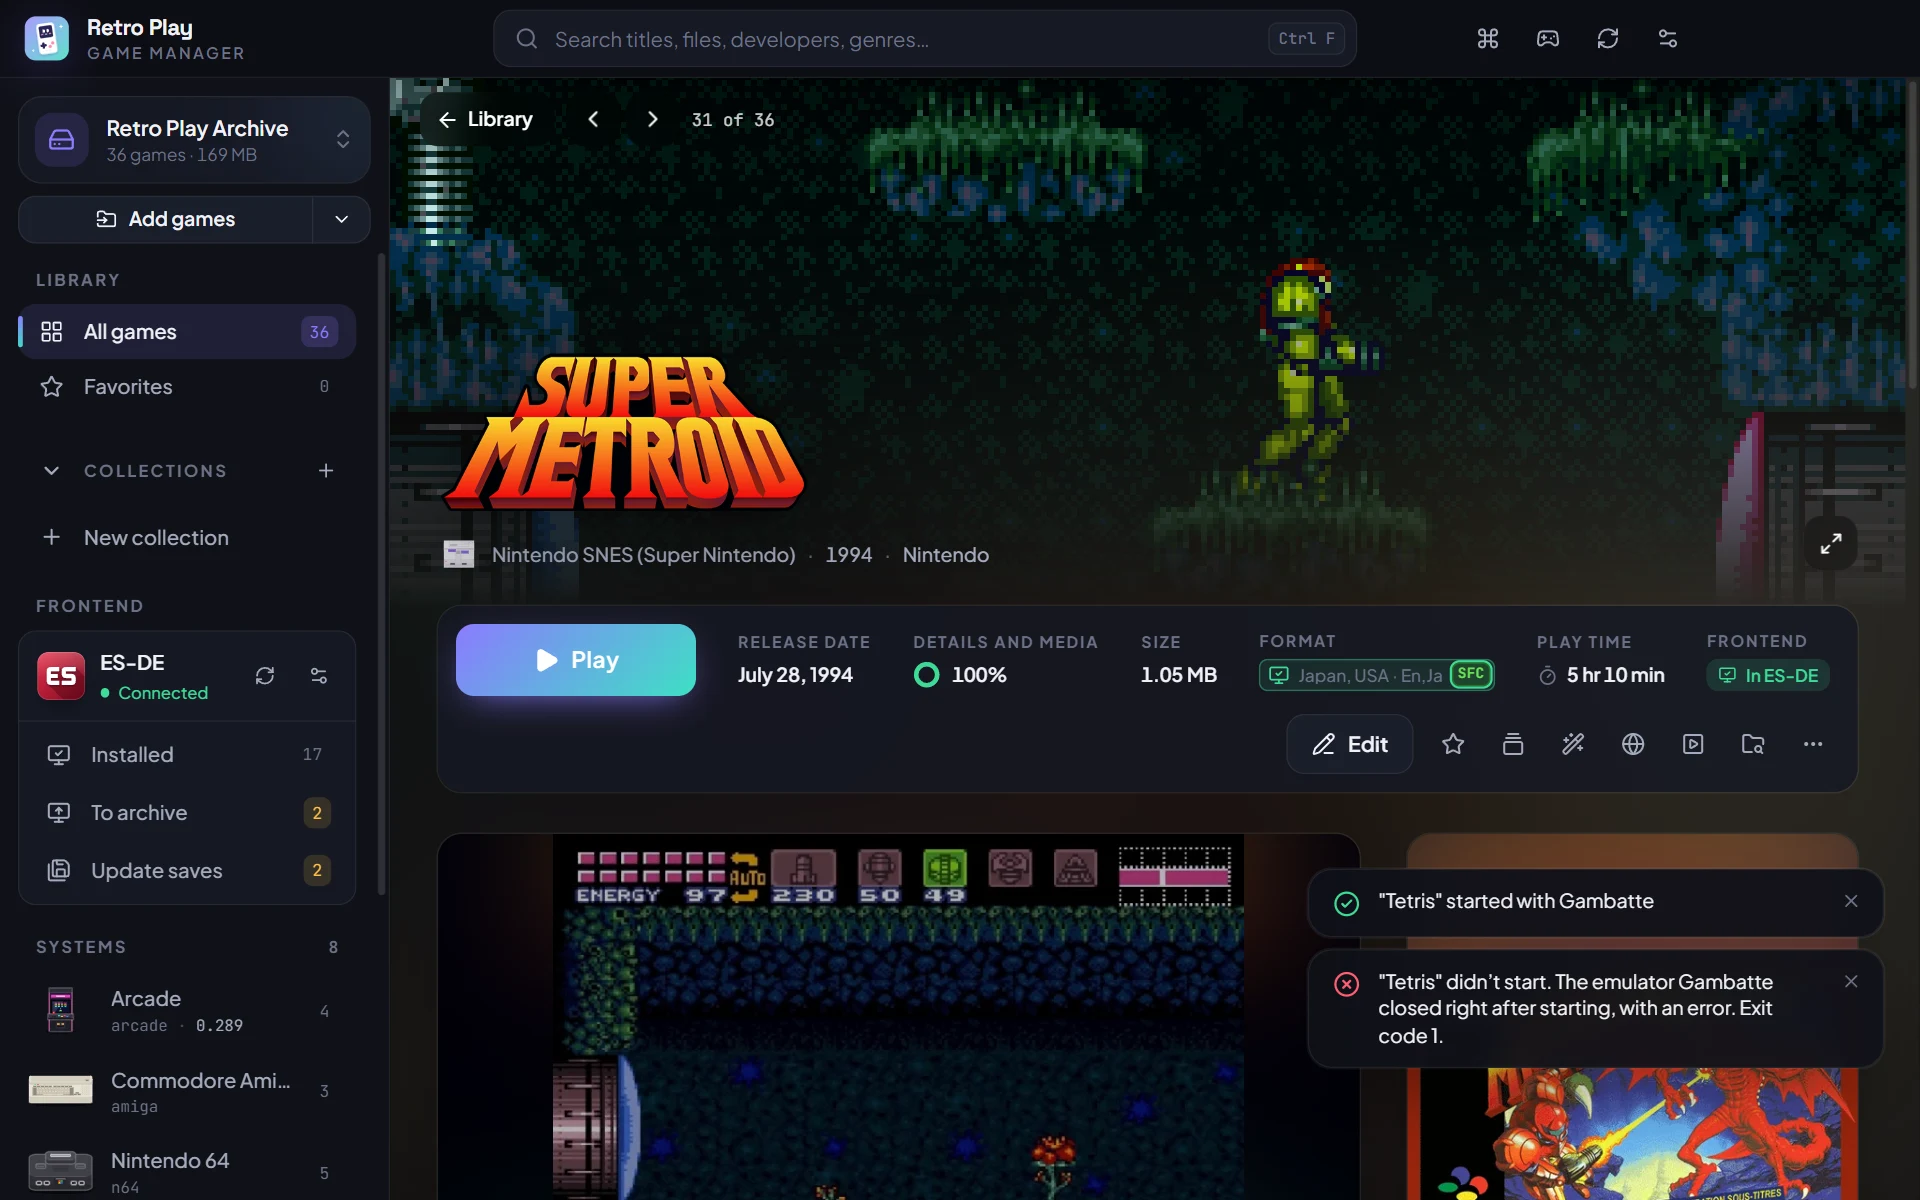 Retro Play
GAME MANAGER
Search titles, files, developers, genres...
Ctrl F
Retro Play Archive
36 games · 169 MB
Add games
LIBRARY
All games
36
Favorites
0
COLLECTIONS
New collection
FRONTEND
ES
ES-DE
Connected
Installed
17
To archive
2
Update saves
2
SYSTEMS
8
Arcade
arcade · 0.289
4
Commodore Ami...
amiga
3
Nintendo 64
n64
5
Library
31 of 36
SUPER
METROID
Nintendo SNES (Super Nintendo) · 1994 · Nintendo
Play
RELEASE DATE
July 28, 1994
DETAILS AND MEDIA
100%
SIZE
1.05 MB
FORMAT
Japan, USA · En,Ja
SFC
PLAY TIME
5 hr 10 min
FRONTEND
In ES-DE
Edit
AUTO
ENERGY 97
230
50
49
"Tetris" started with Gambatte
"Tetris" didn't start. The emulator Gambatte
closed right after starting, with an error. Exit
code 1.
SOUS-TITRES